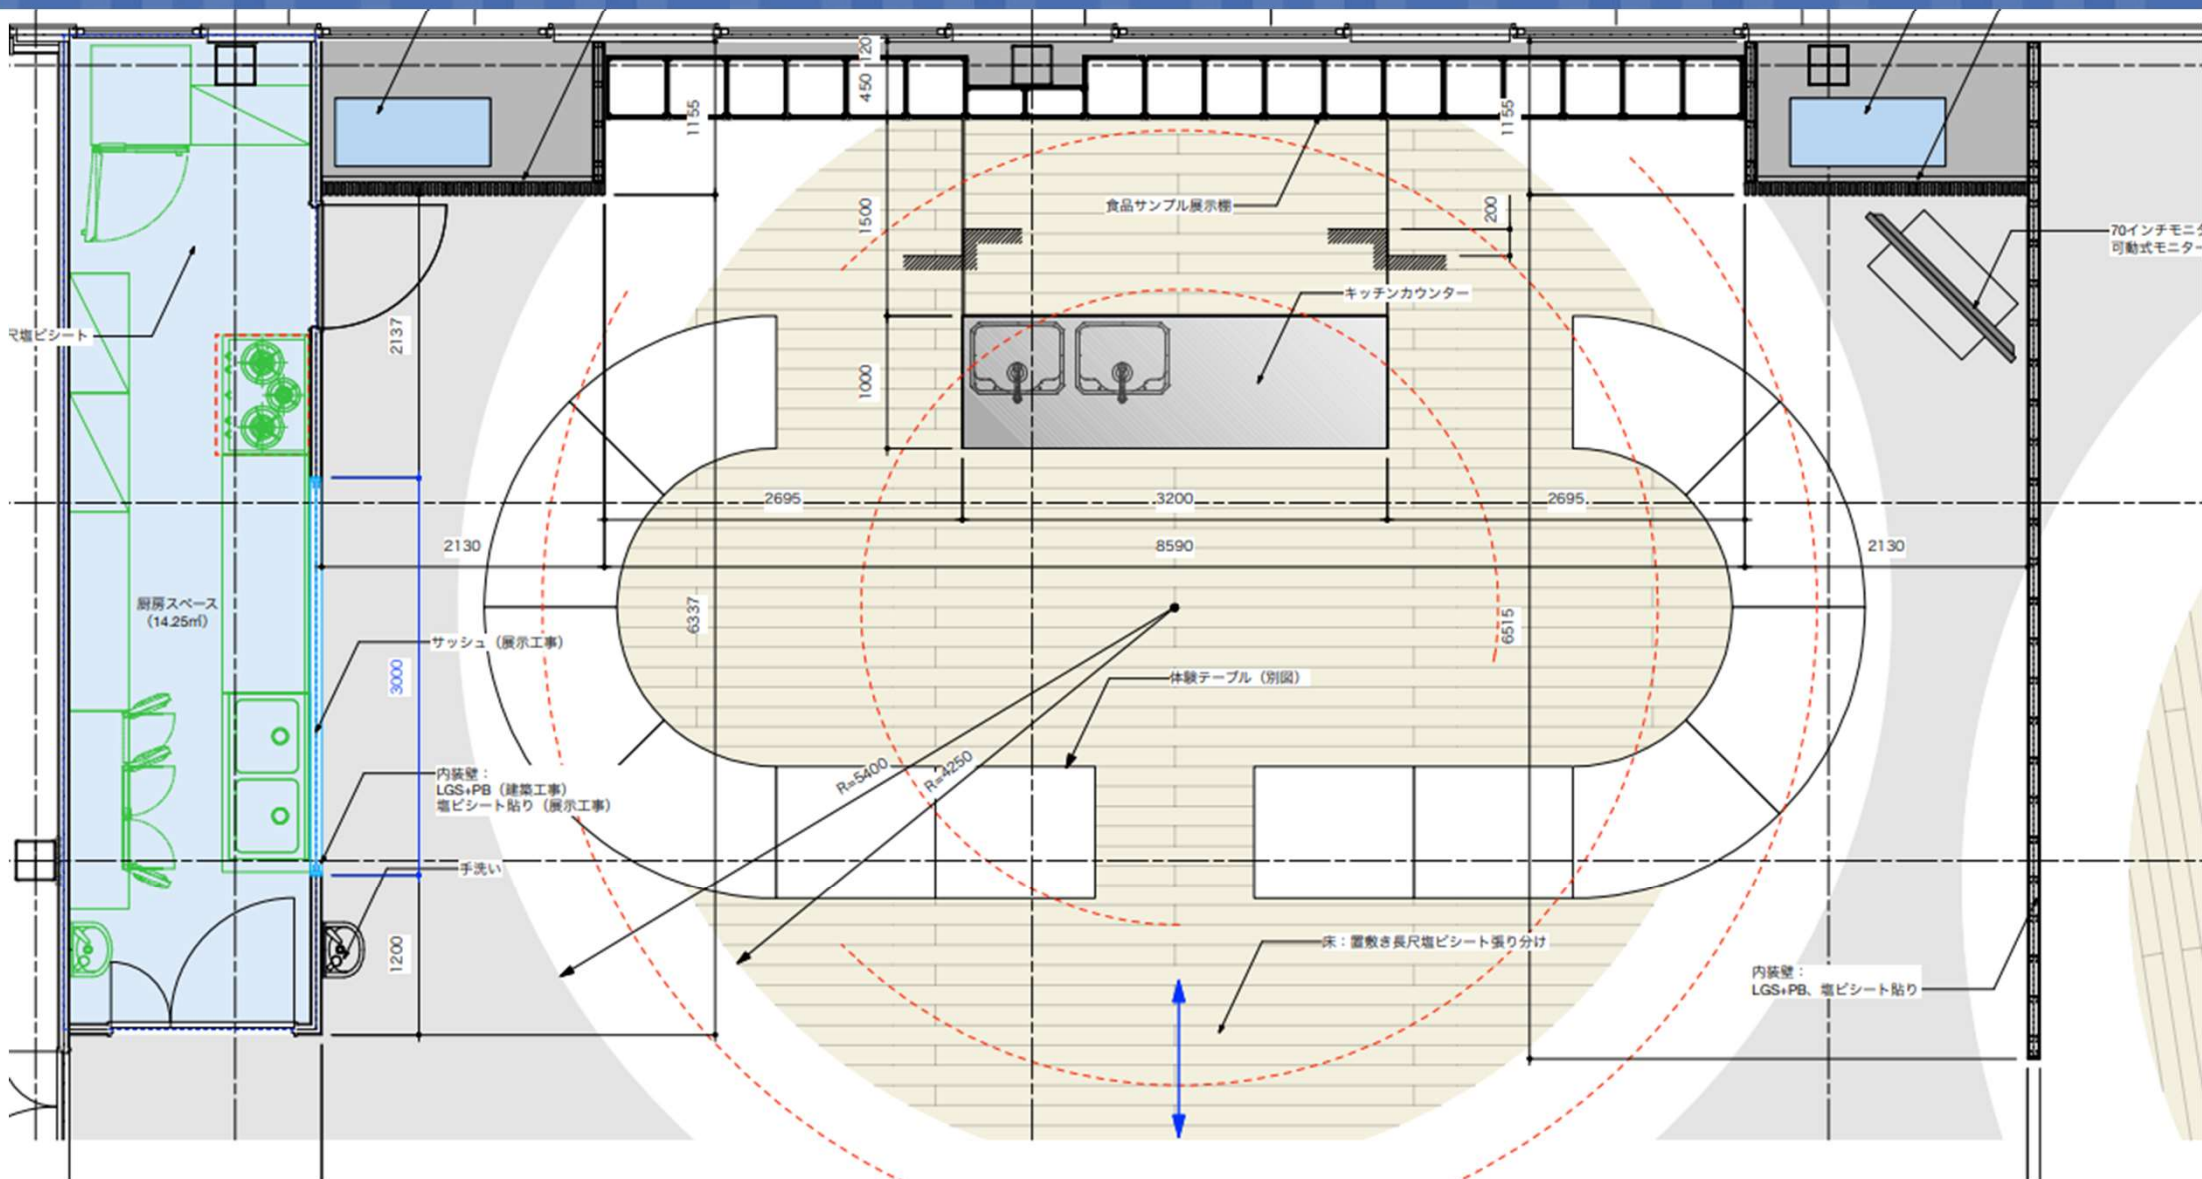 120
450
1155
1155
1500
食品サンプル展示棚
200
70インチモニタ
可動式モニター
キッチンカウンター
尺塩ビシート
2137
1000
2695
3200
2695
2130
8590
2130
厨房スペース
（14.25㎡）
6337
6515
サッシュ（展示工事）
3000
体験テーブル（別図）
R=5400
R=4250
内装壁：
LGS+PB（建築工事）
塩ビシート貼り（展示工事）
手洗い
1200
床：置敷き長尺塩ビシート張り分け
内装壁：
LGS+PB、塩ビシート貼り